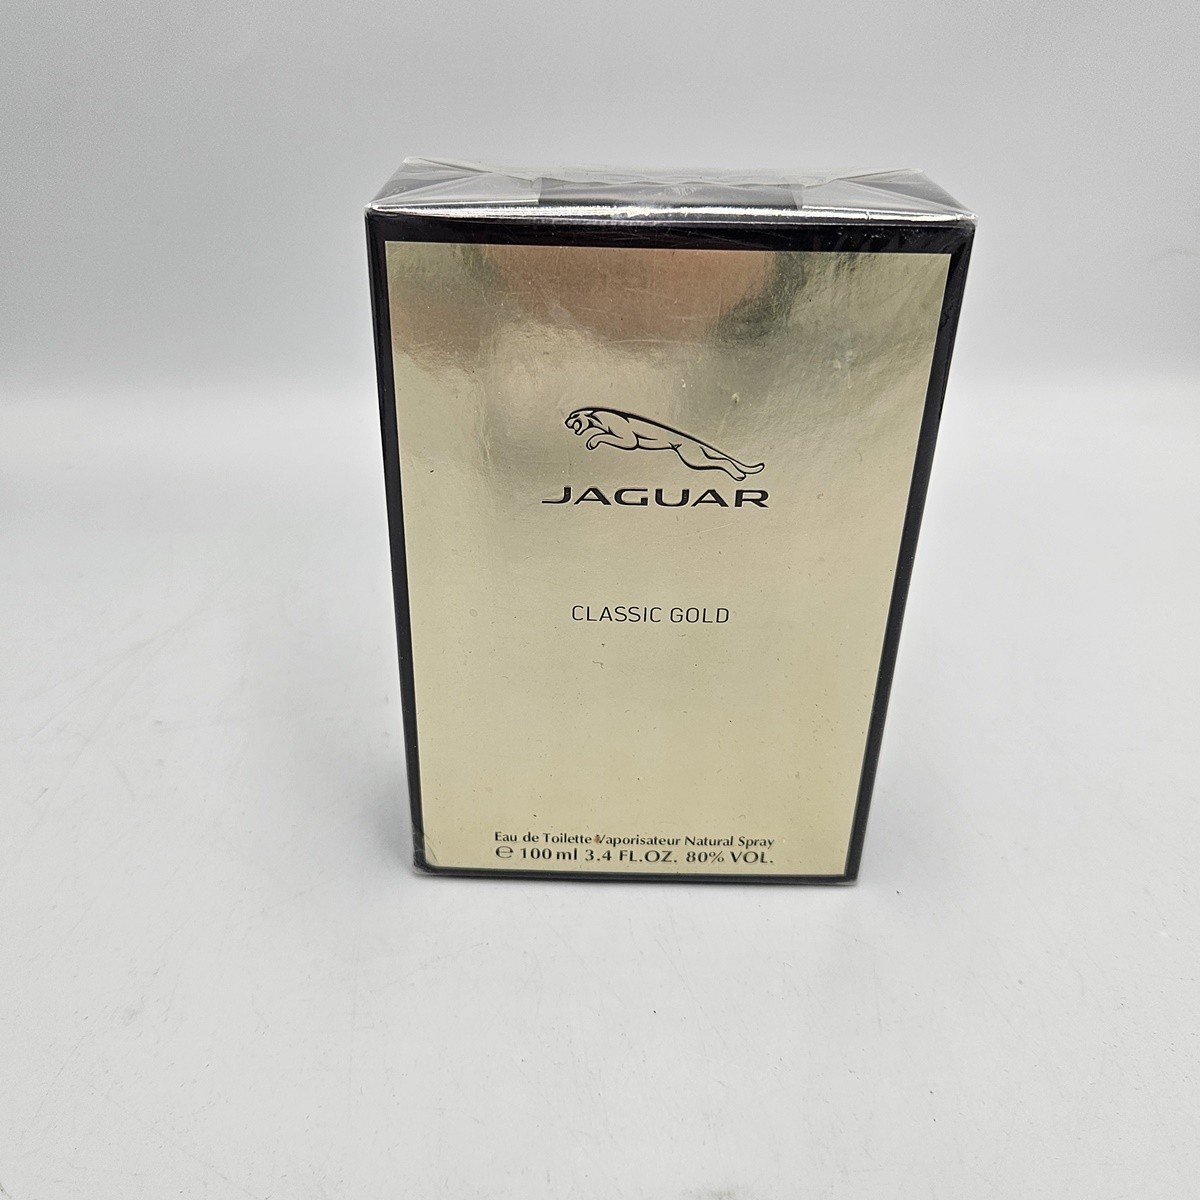 JAGUAR
CLASSIC GOLD
Eau de Toilette Vaporisateur Natural Spray
℮ 100 ml 3.4 FL.OZ. 80% VOL.